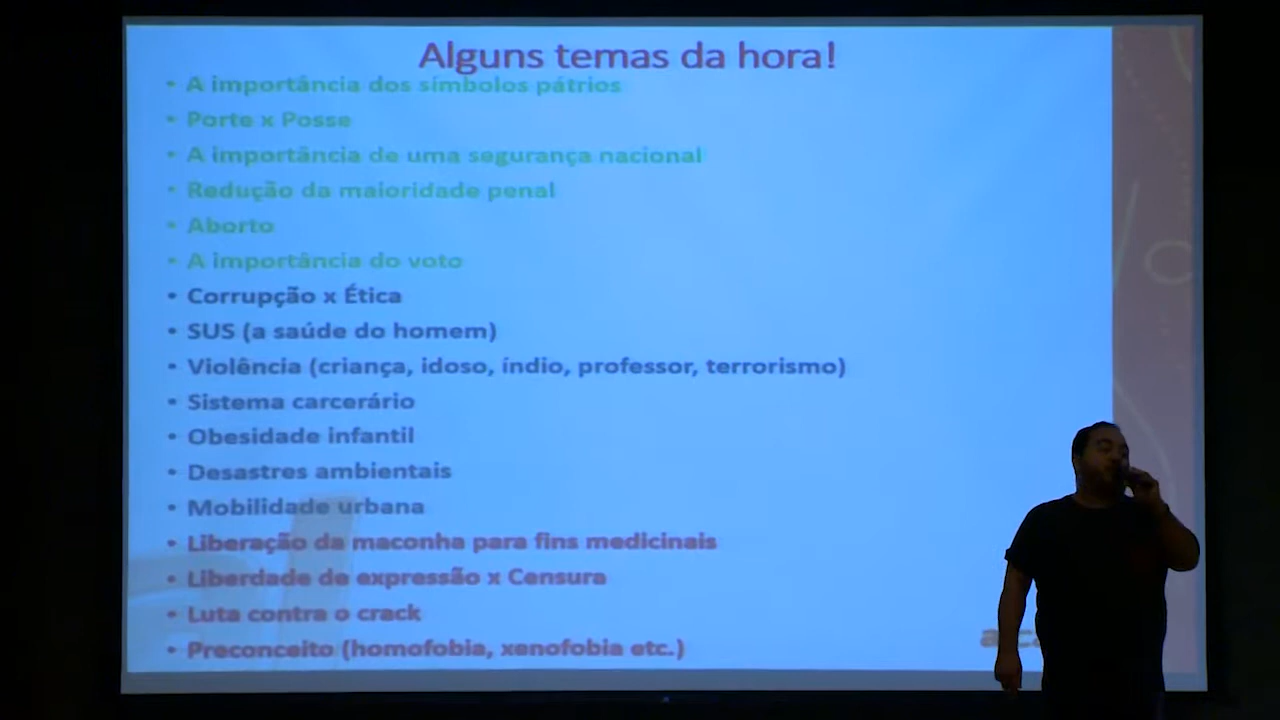 Alguns temas da hora!
• A importância dos símbolos pátrios
• Porte x Posse
• A importância de uma segurança nacional
• Redução da maioridade penal
• Aborto
• A importância do voto
• Corrupção x Ética
• SUS (a saúde do homem)
• Violência (criança, idoso, índio, professor, terrorismo)
• Sistema carcerário
• Obesidade infantil
• Desastres ambientais
• Mobilidade urbana
• Liberação da maconha para fins medicinais
• Liberdade de expressão x Censura
• Luta contra o crack
• Preconceito (homofobia, xenofobia etc.)